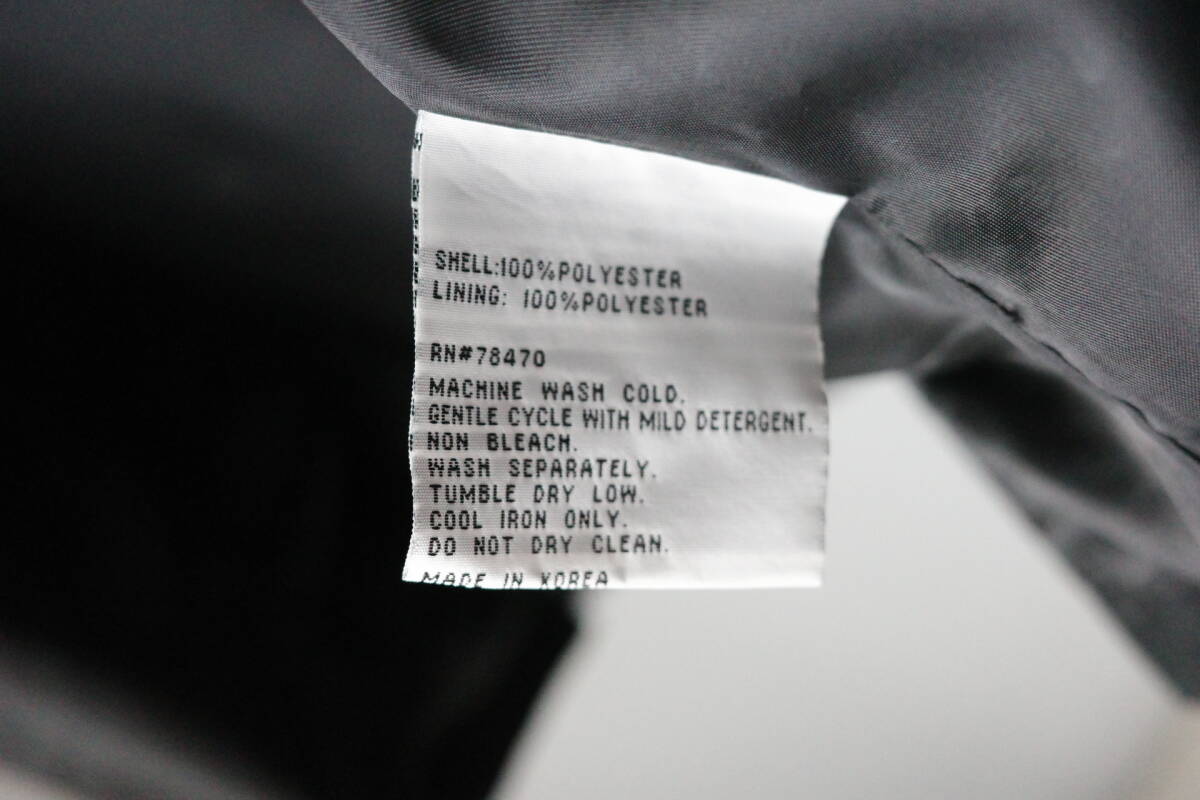 SHELL:100%POLYESTER
LINING: 100%POLYESTER
RN#78470
MACHINE WASH COLD.
GENTLE CYCLE WITH MILD DETERGENT.
NON BLEACH.
WASH SEPARATELY.
TUMBLE DRY LOW.
COOL IRON ONLY.
DO NOT DRY CLEAN.
MADE IN KOREA